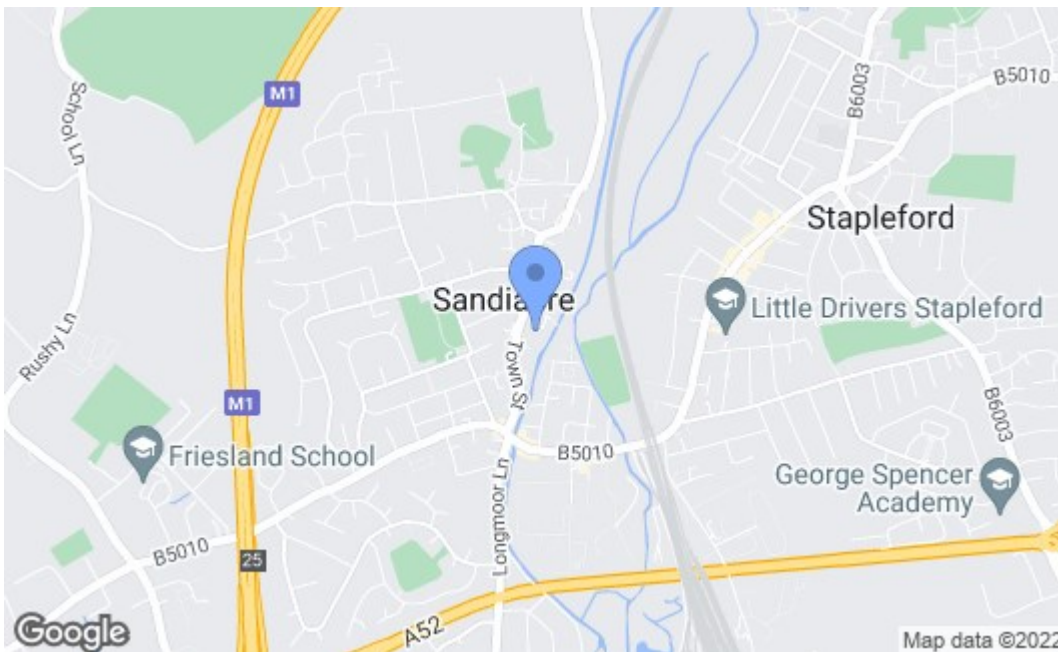 M1
School Ln
B6003
B5010
Stapleford
Sandiacre
Little Drivers Stapleford
Rushy Ln
Town St
M1
B6003
Friesland School
B5010
Longmoor Ln
George Spencer
Academy
B5010
25
A52
Google
Map data ©2022